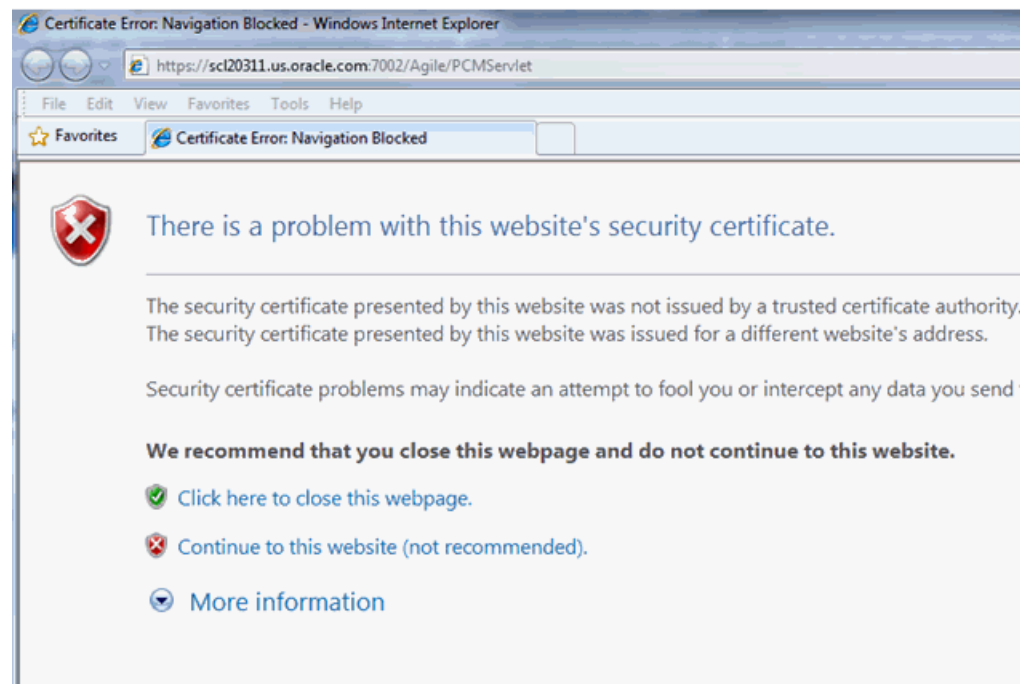 Certificate Error: Navigation Blocked - Windows Internet Explorer
https://scl20311.us.oracle.com:7002/Agile/PCMServlet
File Edit View Favorites Tools Help
Favorites Certificate Error: Navigation Blocked
There is a problem with this website's security certificate.
The security certificate presented by this website was not issued by a trusted certificate authority.
The security certificate presented by this website was issued for a different website's address.
Security certificate problems may indicate an attempt to fool you or intercept any data you send
We recommend that you close this webpage and do not continue to this website.
Click here to close this webpage.
Continue to this website (not recommended).
More information